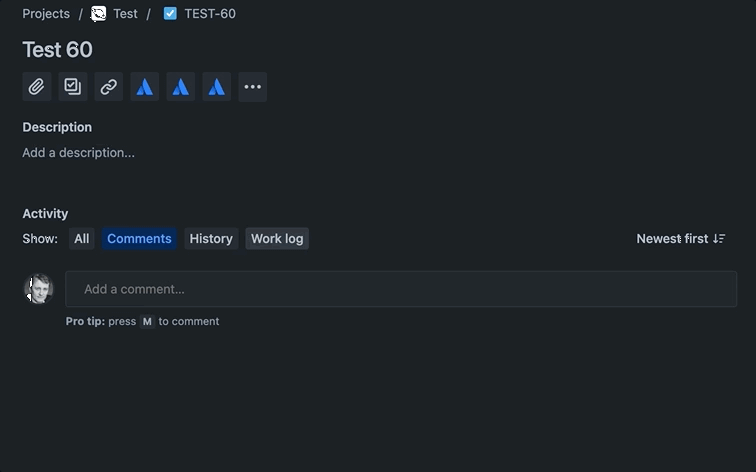 Projects / Test / TEST-60
Test 60
Description
Add a description...
Activity
Show: All Comments History Work log Newest first
Add a comment...
Pro tip: press M to comment